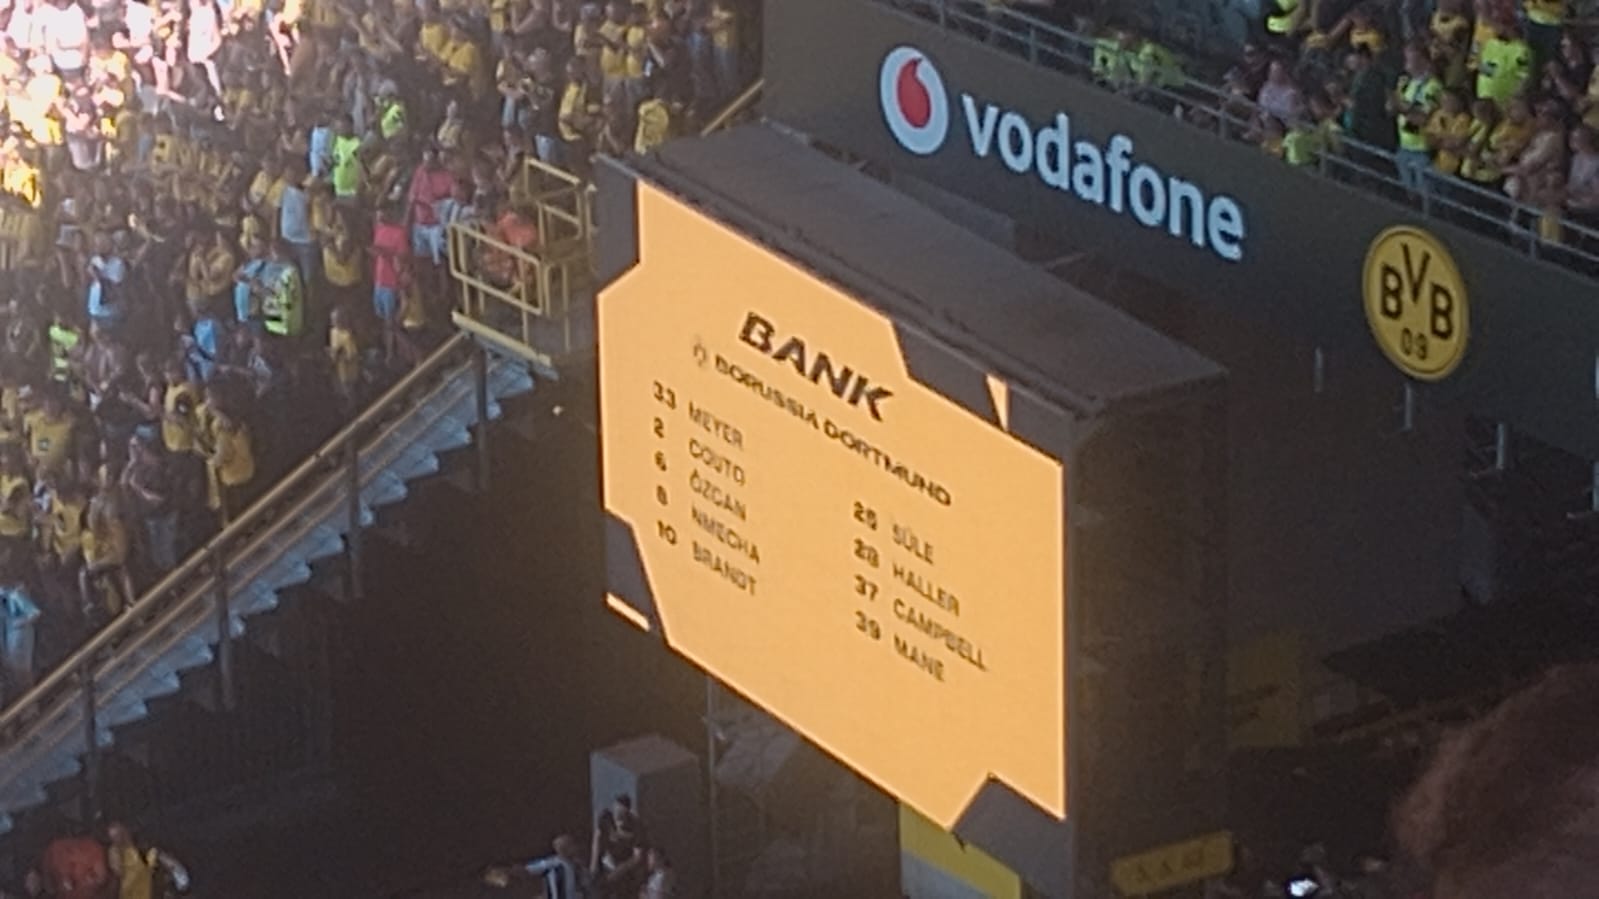 vodafone
BVB
09
BANK
BORUSSIA DORTMUND
33 MEYER
2 COUTO
6 ÖZCAN
8 NMECHA
10 BRANDT
25 SÜLE
28 HALLER
37 CAMPBELL
39 MANE